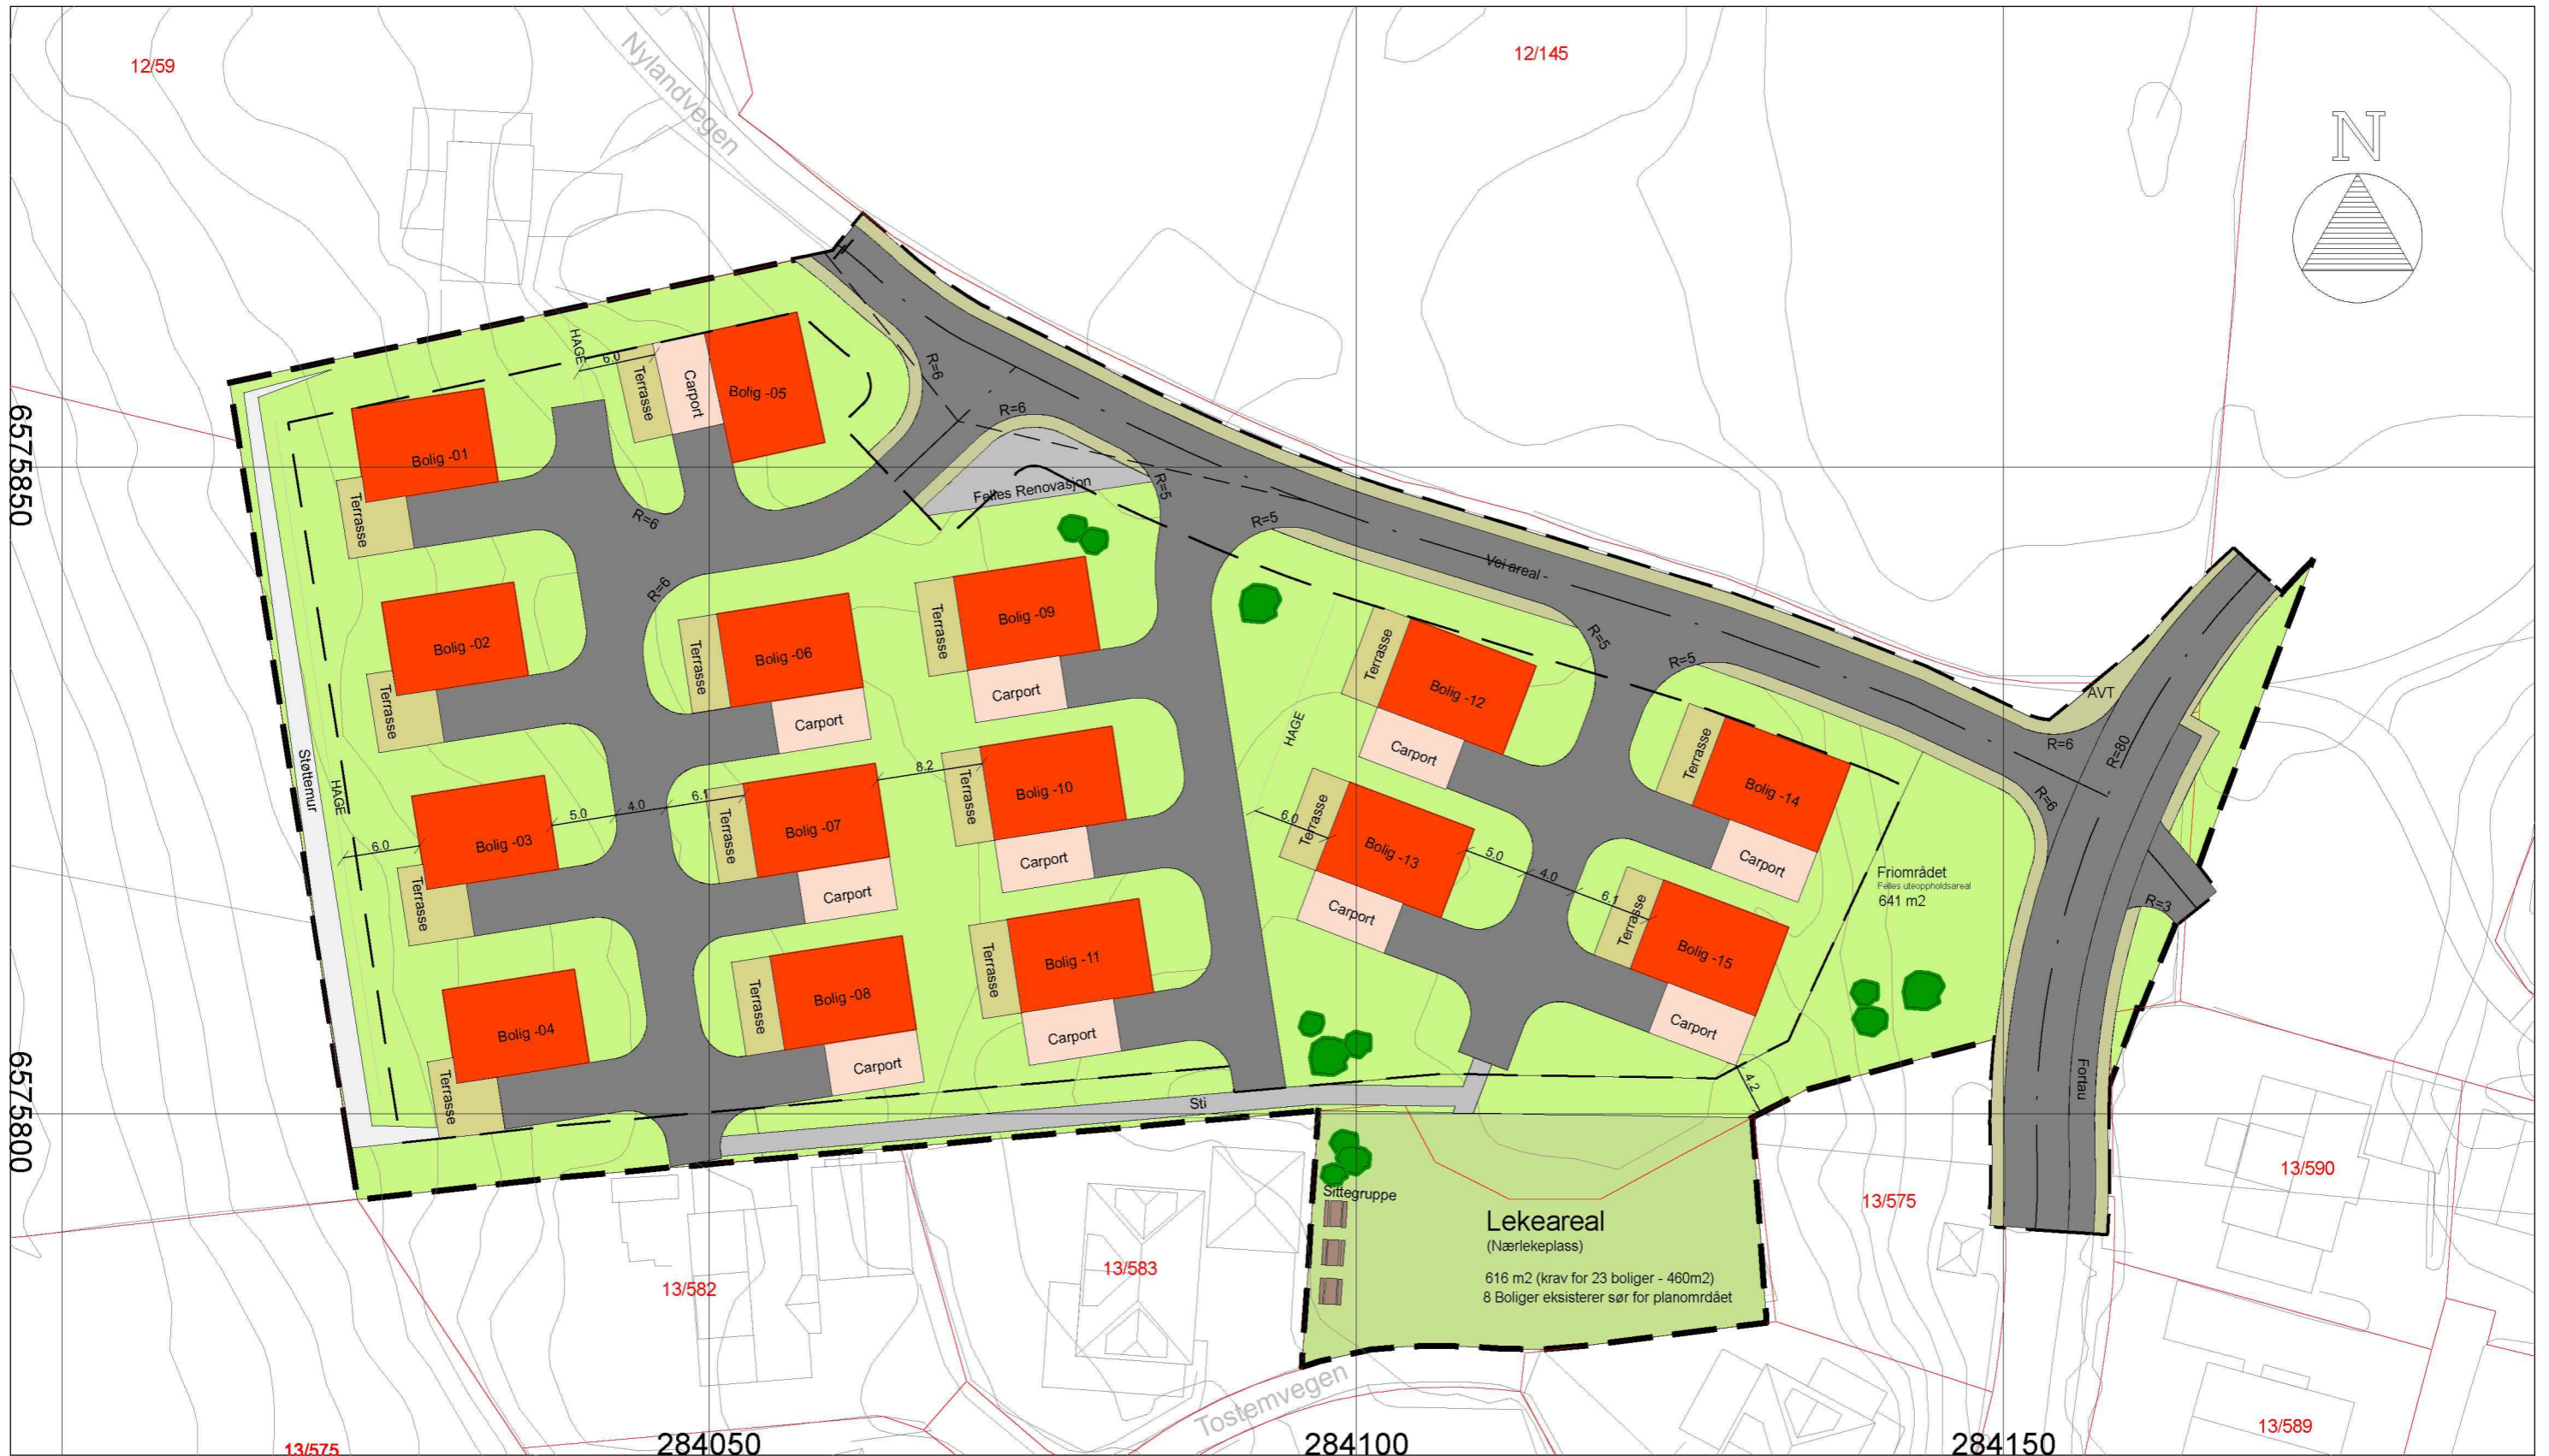 12/59
Nylandvegen
12/145
N
HAGE
6.0
Terrasse
Carport
Bolig -05
R=6
R=6
6575850
Bolig -01
Terrasse
R=6
Felles Renovasjon
R=5
R=5
Vei areal -
R=6
Bolig -02
Terrasse
Terrasse
Bolig -06
Carport
Terrasse
Bolig -09
Carport
Terrasse
Bolig -12
Carport
R=5
R=5
AVT
R=6
R=80
R=6
HAGE
Støttemur
HAGE
6.0
Bolig -03
Terrasse
5.0
4.0
6.1
Terrasse
Bolig -07
Carport
8.2
Terrasse
Bolig -10
Carport
6.0
Terrasse
Bolig -13
Carport
5.0
4.0
6.1
Terrasse
Bolig -14
Carport
Friområdet
Felles uteoppholdsareal
641 m2
R=3
Bolig -04
Terrasse
Terrasse
Bolig -08
Carport
Terrasse
Bolig -11
Carport
Terrasse
Bolig -15
Carport
4.2
Fortau
6575800
Sti
Sittegruppe
Lekeareal
(Nærlekeplass)
616 m2 (krav for 23 boliger - 460m2)
8 Boliger eksisterer sør for planområdet
13/575
13/590
13/582
13/583
Tostemvegen
13/589
13/575
284050
284100
284150